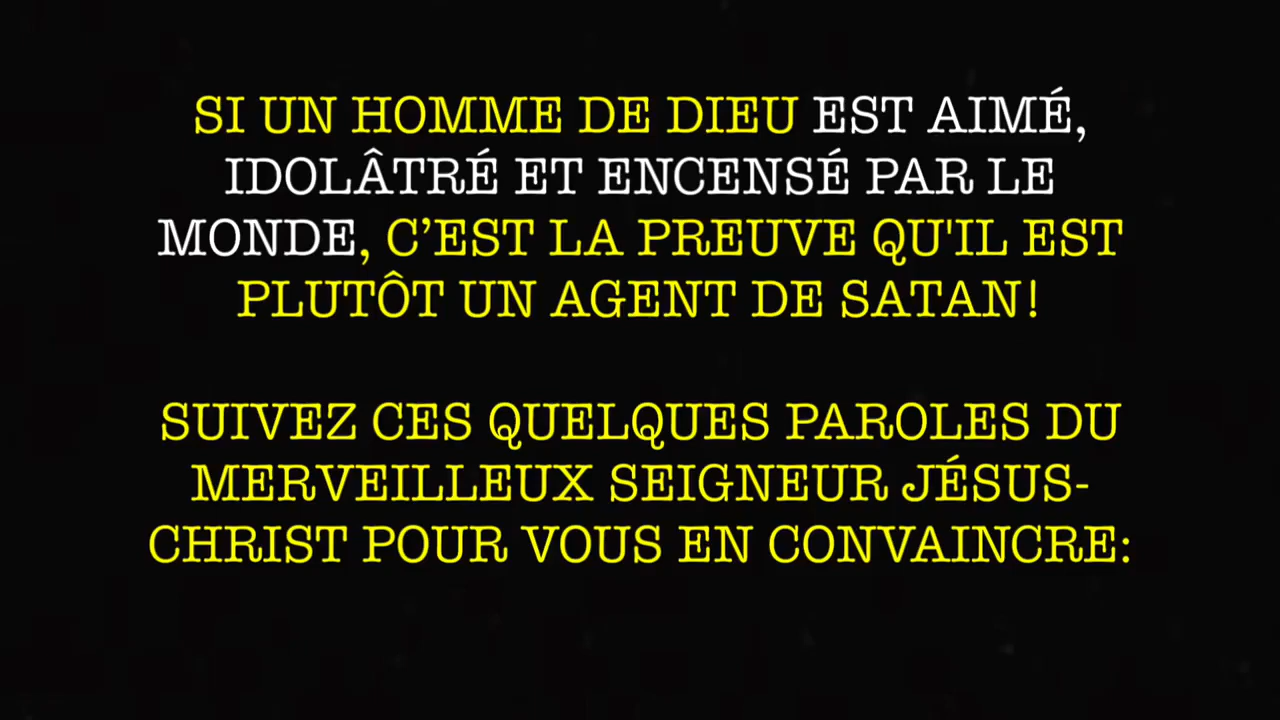 SI UN HOMME DE DIEU EST AIMÉ,
IDOLÂTRÉ ET ENCENSÉ PAR LE
MONDE, C’EST LA PREUVE QU'IL EST
PLUTÔT UN AGENT DE SATAN!
SUIVEZ CES QUELQUES PAROLES DU
MERVEILLEUX SEIGNEUR JÉSUS-
CHRIST POUR VOUS EN CONVAINCRE: